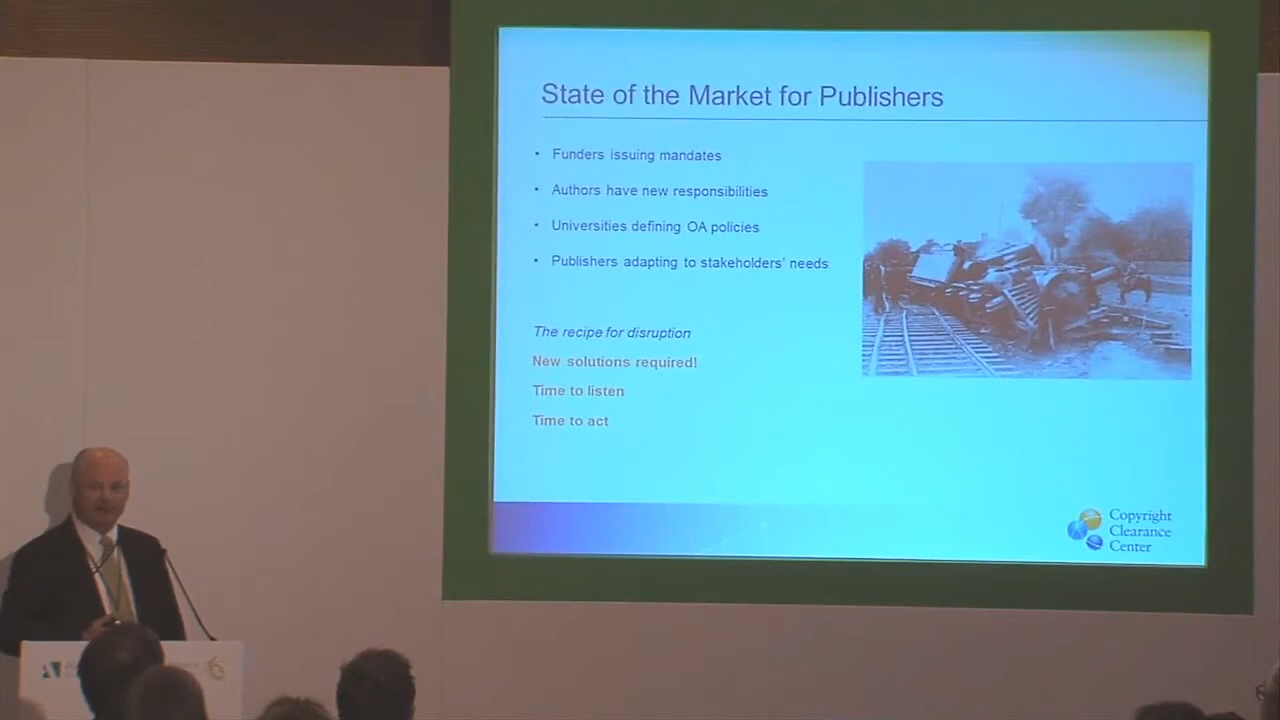 State of the Market for Publishers
• Funders issuing mandates
• Authors have new responsibilities
• Universities defining OA policies
• Publishers adapting to stakeholders' needs
The recipe for disruption
New solutions required!
Time to listen
Time to act
Copyright
Clearance
Center